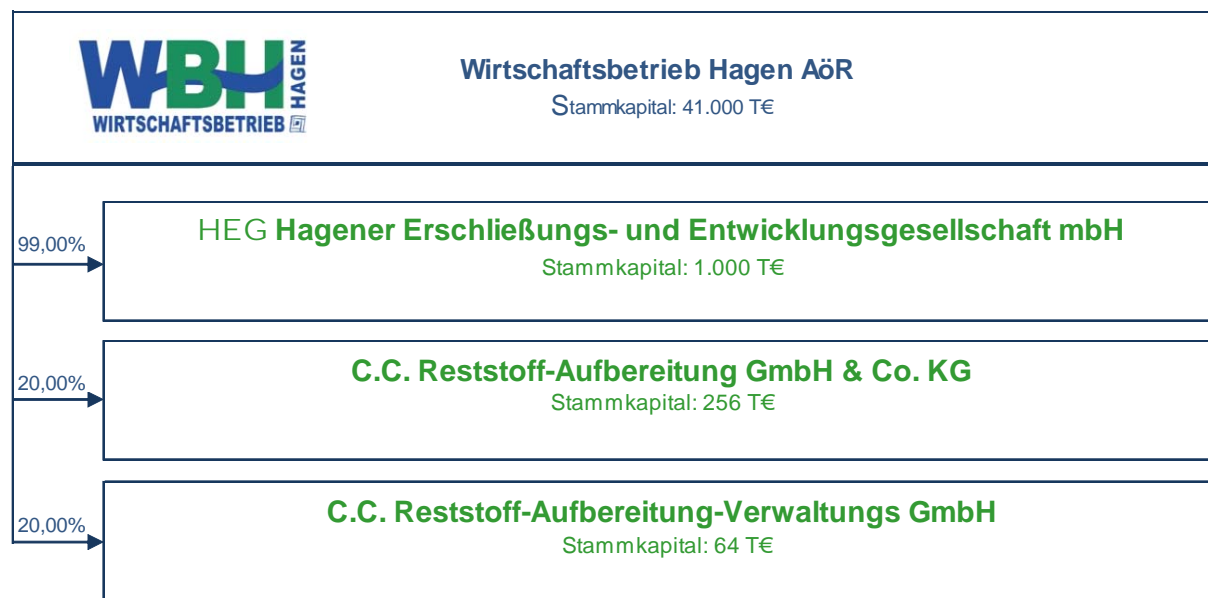 WBH HAGEN
WIRTSCHAFTSBETRIEB
Wirtschaftsbetrieb Hagen AöR
Stammkapital: 41.000 T€
99,00%
HEG Hagener Erschließungs- und Entwicklungsgesellschaft mbH
Stammkapital: 1.000 T€
20,00%
C.C. Reststoff-Aufbereitung GmbH & Co. KG
Stammkapital: 256 T€
20,00%
C.C. Reststoff-Aufbereitung-Verwaltungs GmbH
Stammkapital: 64 T€